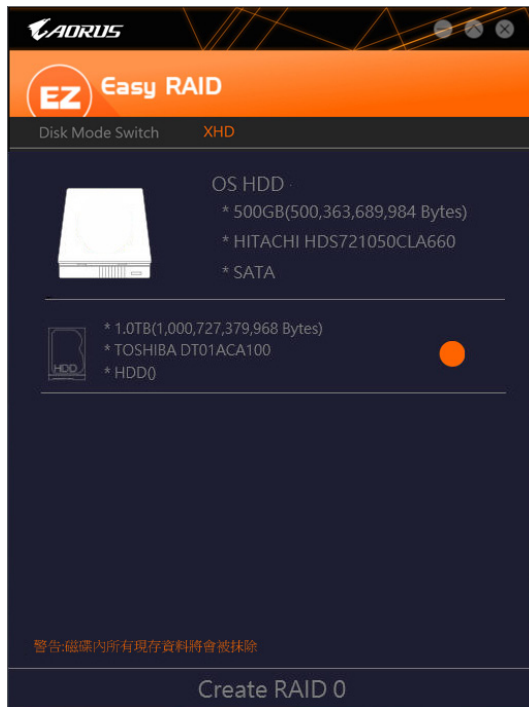 AORUS
EZ Easy RAID
Disk Mode Switch XHD
OS HDD
* 500GB(500,363,689,984 Bytes)
* HITACHI HDS721050CLA660
* SATA
* 1.0TB(1,000,727,379,968 Bytes)
* TOSHIBA DT01ACA100
HDD * HDD()
警告:磁碟內所有現存資料將會被抹除
Create RAID 0